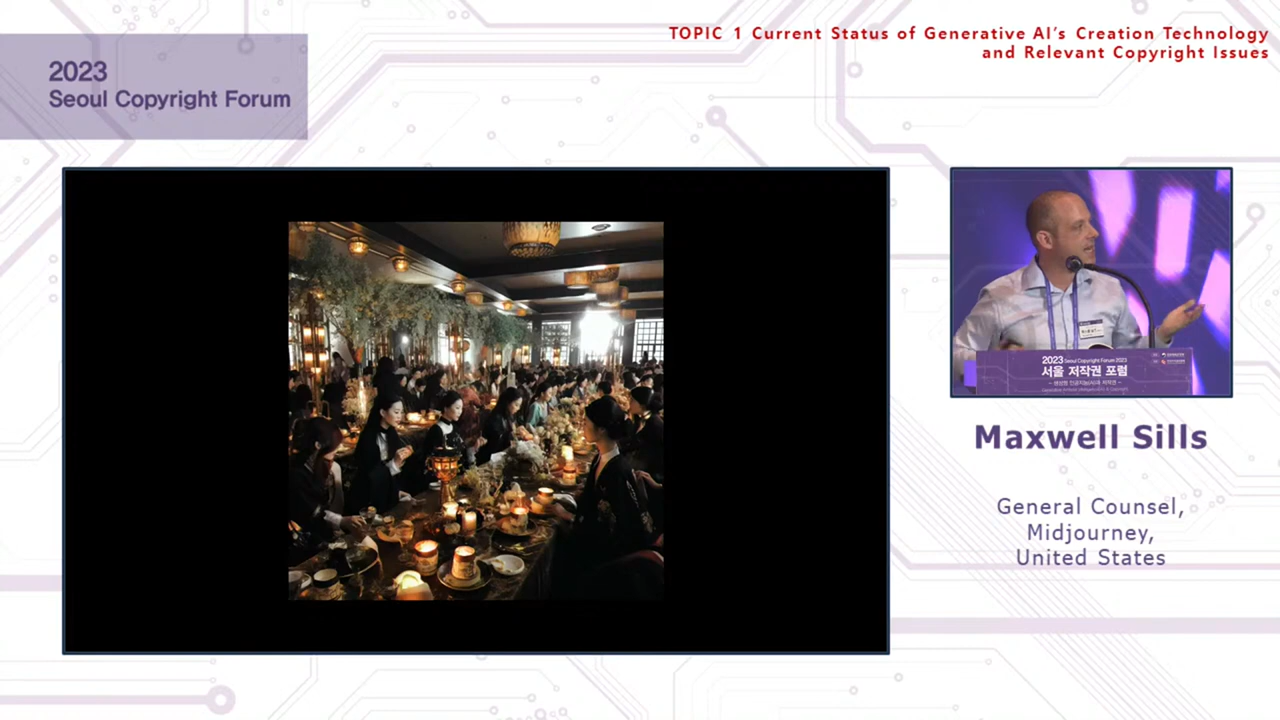 TOPIC 1 Current Status of Generative AI's Creation Technology
and Relevant Copyright Issues
2023
Seoul Copyright Forum
2023 Seoul Copyright Forum 2023
서울 저작권 포럼
Maxwell Sills
General Counsel,
Midjourney,
United States